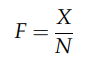 F = X/N